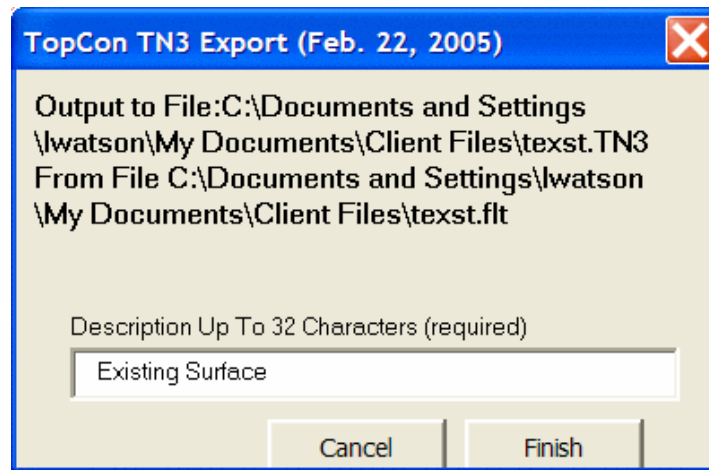 TopCon TN3 Export (Feb. 22, 2005)
Output to File:C:\Documents and Settings
\lwatson\My Documents\Client Files\texst.TN3
From File C:\Documents and Settings\lwatson
\My Documents\Client Files\texst.flt
Description Up To 32 Characters (required)
Existing Surface
Cancel Finish